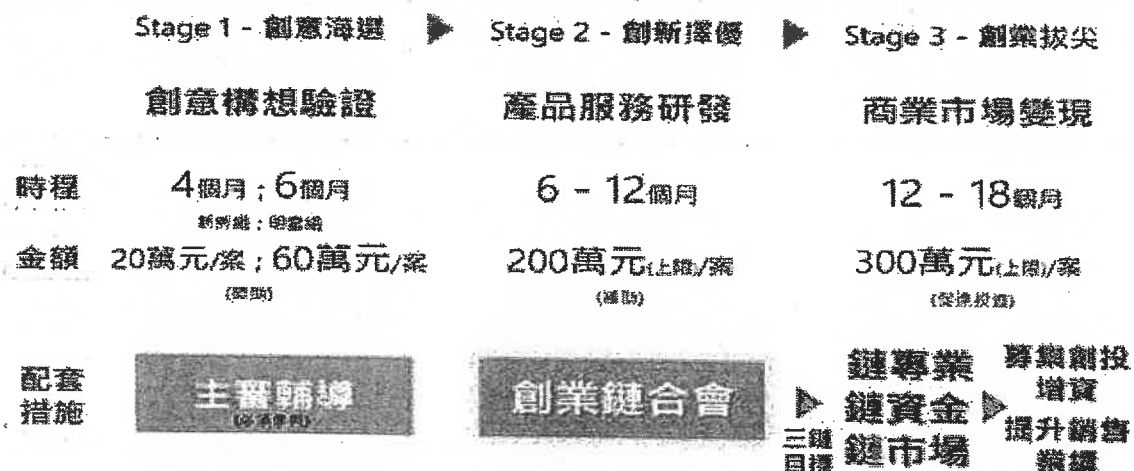 Stage 1 - 創意海選
Stage 2 - 創新擇優
Stage 3 - 創業拔尖
創意構想驗證
產品服務研發
商業市場變現
時程
4個月；6個月
6 - 12個月
12 - 18個月
金額
20萬元/案；60萬元/案
200萬元(上限)/案
(補助)
300萬元(上限)/案
(促進投資)
配套
措施
創業鏈合會
三鏈
目標
鏈專業
鏈資金
鏈市場
募集創投
增資
提升銷售
業績